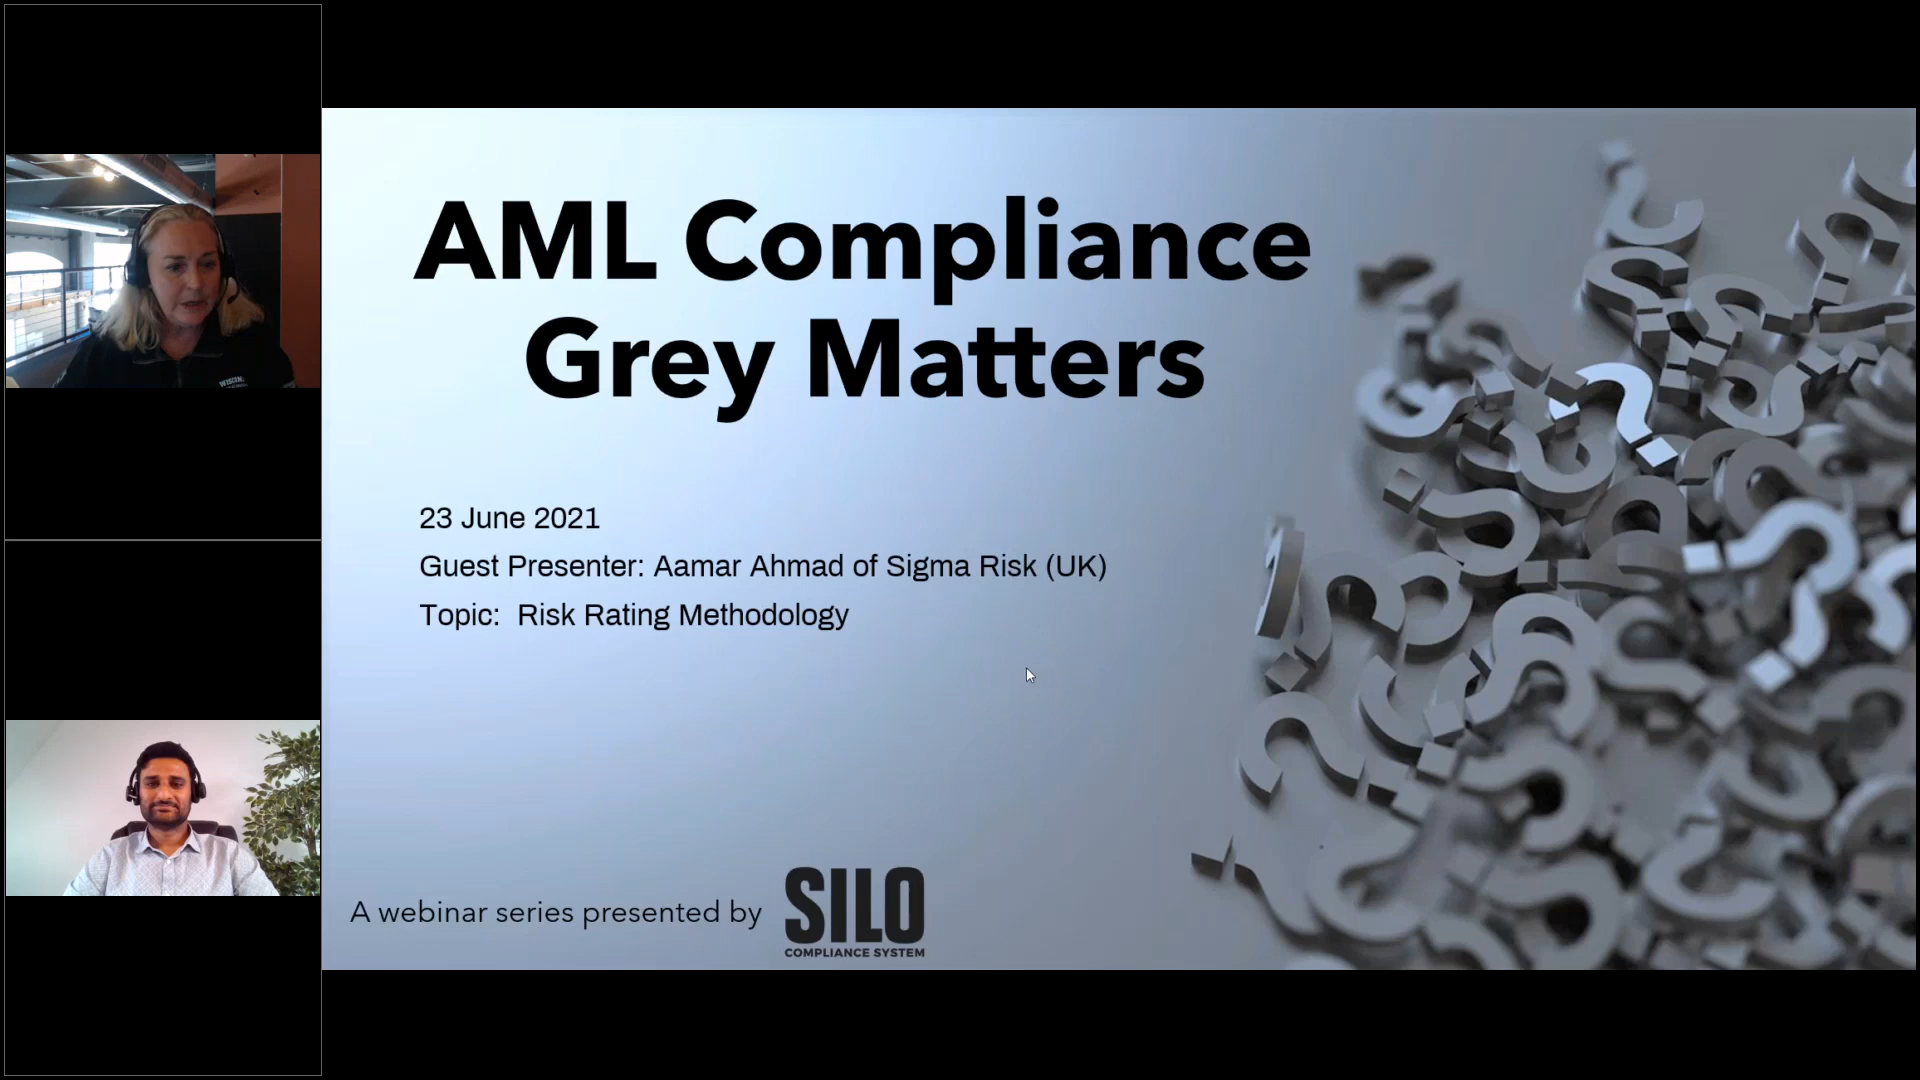 AML Compliance
Grey Matters
23 June 2021
Guest Presenter: Aamar Ahmad of Sigma Risk (UK)
Topic: Risk Rating Methodology
A webinar series presented by
SILO
COMPLIANCE SYSTEM